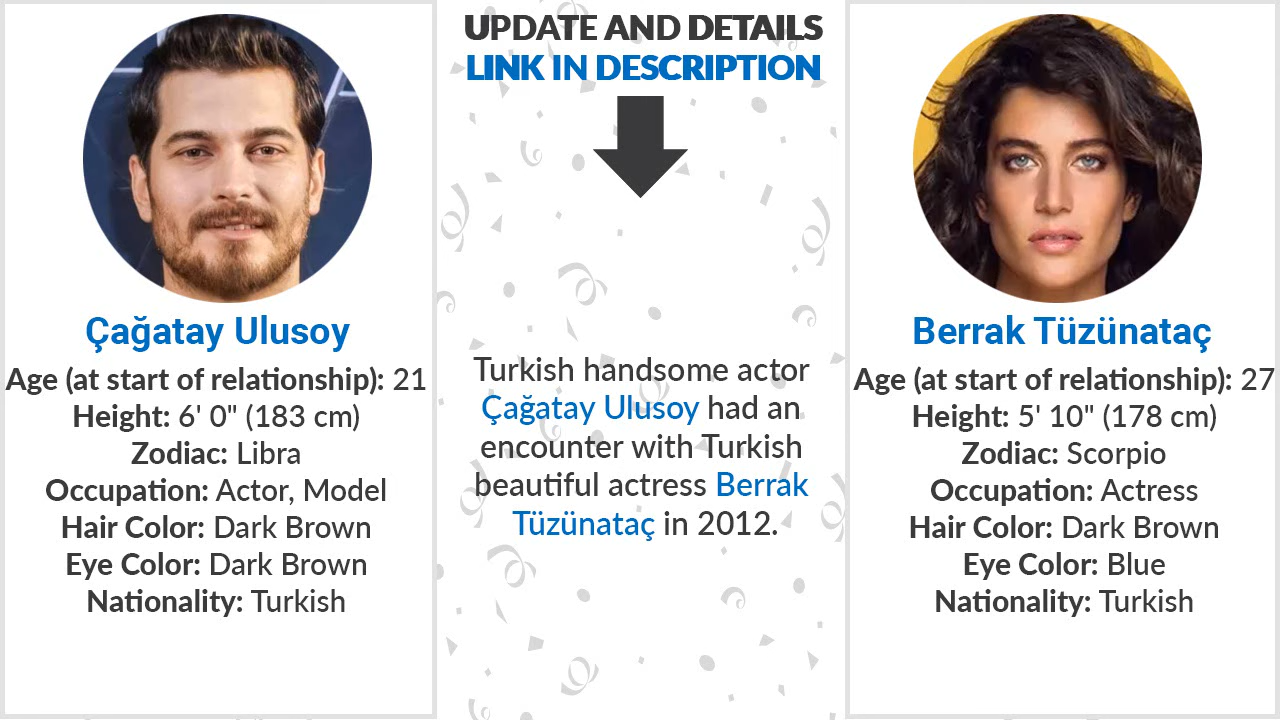 UPDATE AND DETAILS
LINK IN DESCRIPTION
Çağatay Ulusoy
Age (at start of relationship): 21
Height: 6' 0" (183 cm)
Zodiac: Libra
Occupation: Actor, Model
Hair Color: Dark Brown
Eye Color: Dark Brown
Nationality: Turkish
Turkish handsome actor
Çağatay Ulusoy had an
encounter with Turkish
beautiful actress Berrak
Tüzünataç in 2012.
Berrak Tüzünataç
Age (at start of relationship): 27
Height: 5' 10" (178 cm)
Zodiac: Scorpio
Occupation: Actress
Hair Color: Dark Brown
Eye Color: Blue
Nationality: Turkish